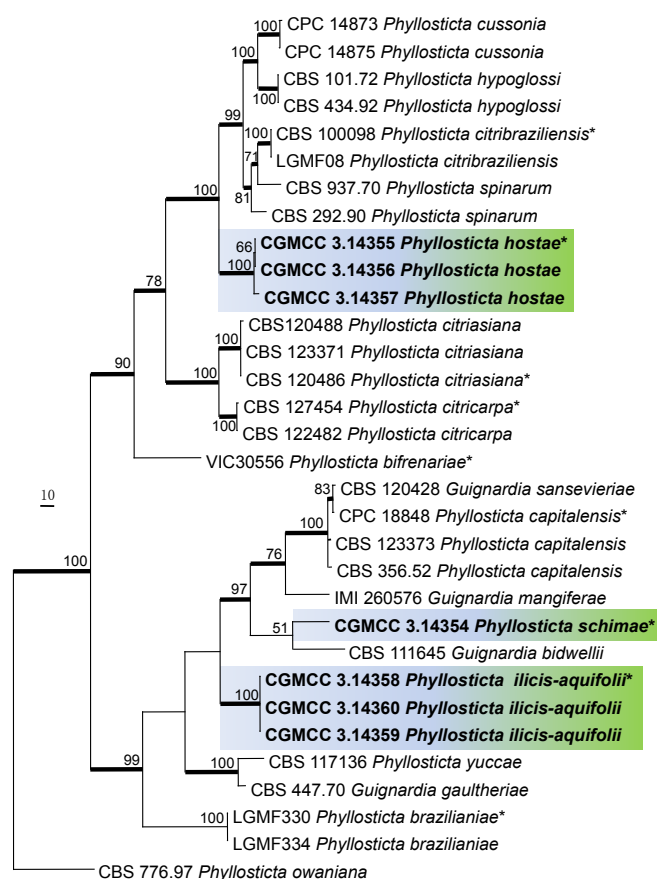 100 CPC 14873 Phyllosticta cussonia
100 CPC 14875 Phyllosticta cussonia
CBS 101.72 Phyllosticta hypoglossi
100 CBS 434.92 Phyllosticta hypoglossi
99
100 CBS 100098 Phyllosticta citribraziliensis*
71 LGMF08 Phyllosticta citribraziliensis
CBS 937.70 Phyllosticta spinarum
100 81
CBS 292.90 Phyllosticta spinarum
66 CGMCC 3.14355 Phyllosticta hostae*
100 CGMCC 3.14356 Phyllosticta hostae
78
CGMCC 3.14357 Phyllosticta hostae
CBS120488 Phyllosticta citriasiana
100 CBS 123371 Phyllosticta citriasiana
90 100
CBS 120486 Phyllosticta citriasiana*
CBS 127454 Phyllosticta citricarpa*
100 CBS 122482 Phyllosticta citricarpa
VIC30556 Phyllosticta bifrenariae*
10
83 CBS 120428 Guignardia sansevieriae
CPC 18848 Phyllosticta capitalensis*
100
CBS 123373 Phyllosticta capitalensis
76
100
CBS 356.52 Phyllosticta capitalensis
97
IMI 260576 Guignardia mangiferae
CGMCC 3.14354 Phyllosticta schimae*
51
CBS 111645 Guignardia bidwellii
CGMCC 3.14358 Phyllosticta ilicis-aquifolii*
100 CGMCC 3.14360 Phyllosticta ilicis-aquifolii
CGMCC 3.14359 Phyllosticta ilicis-aquifolii
99
CBS 117136 Phyllosticta yuccae
100
CBS 447.70 Guignardia gaultheriae
LGMF330 Phyllosticta brazilianiae*
100
LGMF334 Phyllosticta brazilianiae
CBS 776.97 Phyllosticta owaniana